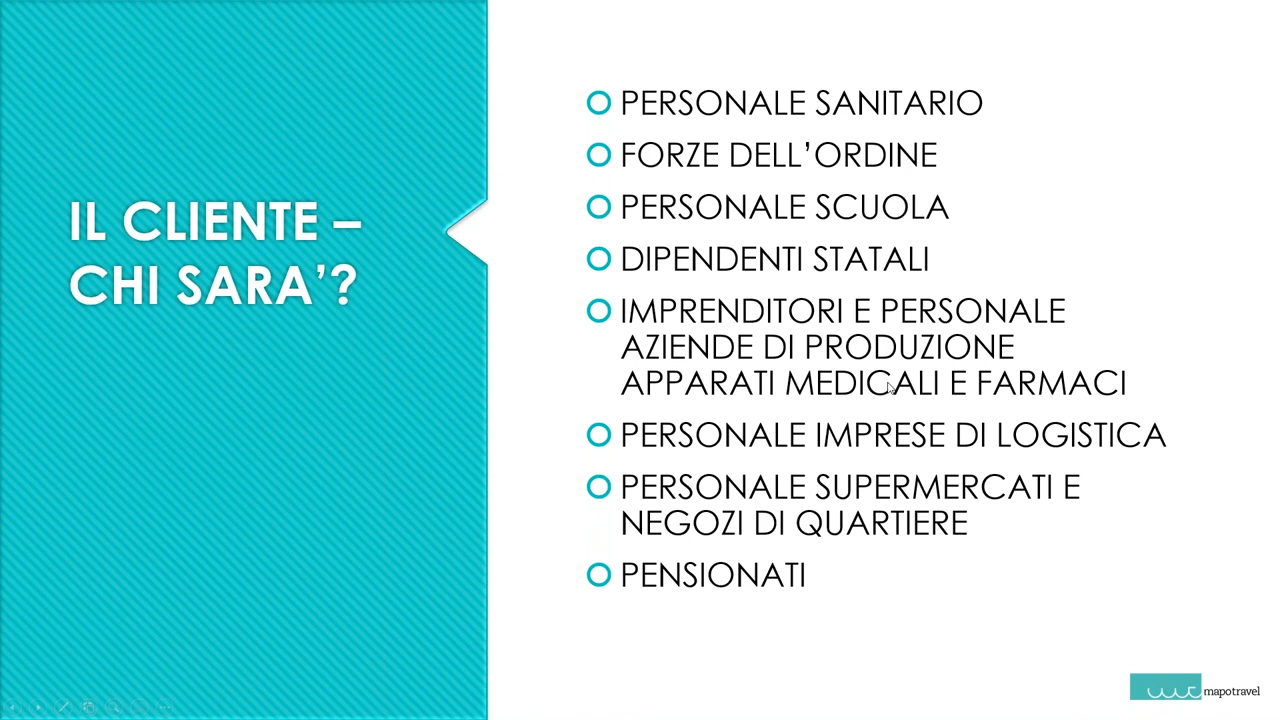 IL CLIENTE –
CHI SARA’?
PERSONALE SANITARIO
FORZE DELL’ORDINE
PERSONALE SCUOLA
DIPENDENTI STATALI
IMPRENDITORI E PERSONALE
AZIENDE DI PRODUZIONE
APPARATI MEDICALI E FARMACI
PERSONALE IMPRESE DI LOGISTICA
PERSONALE SUPERMERCATI E
NEGOZI DI QUARTIERE
PENSIONATI
mapotravel